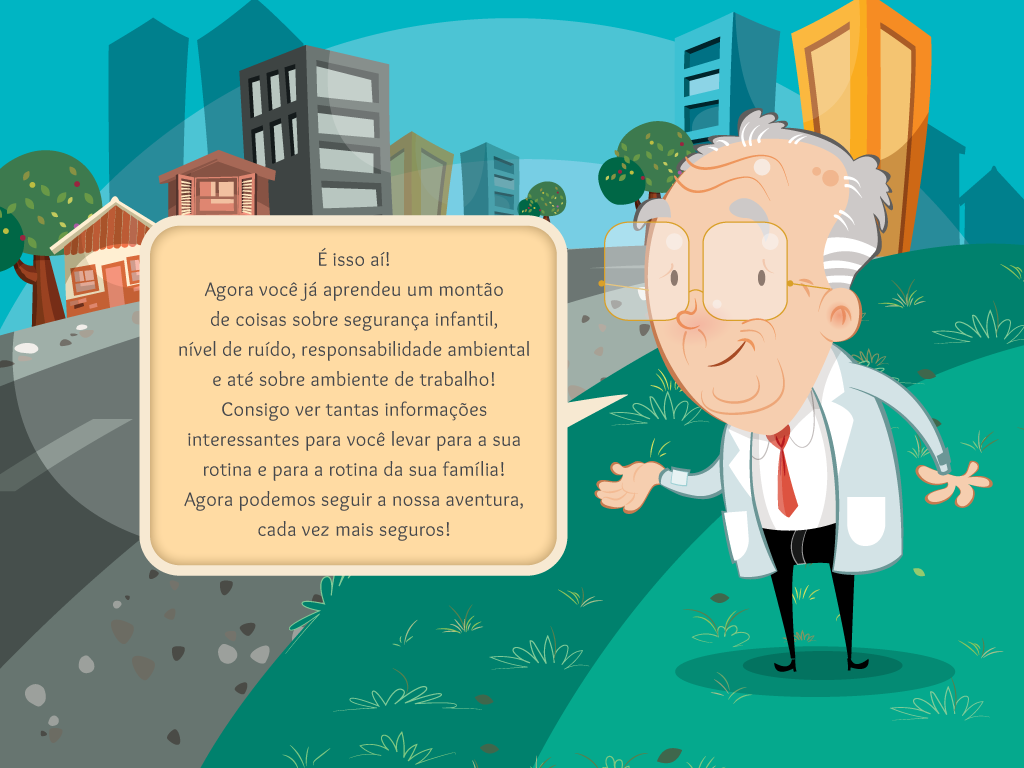 É isso aí!
Agora você já aprendeu um montão
de coisas sobre segurança infantil,
nível de ruído, responsabilidade ambiental
e até sobre ambiente de trabalho!
Consigo ver tantas informações
interessantes para você levar para a sua
rotina e para a rotina da sua família!
Agora podemos seguir a nossa aventura,
cada vez mais seguros!